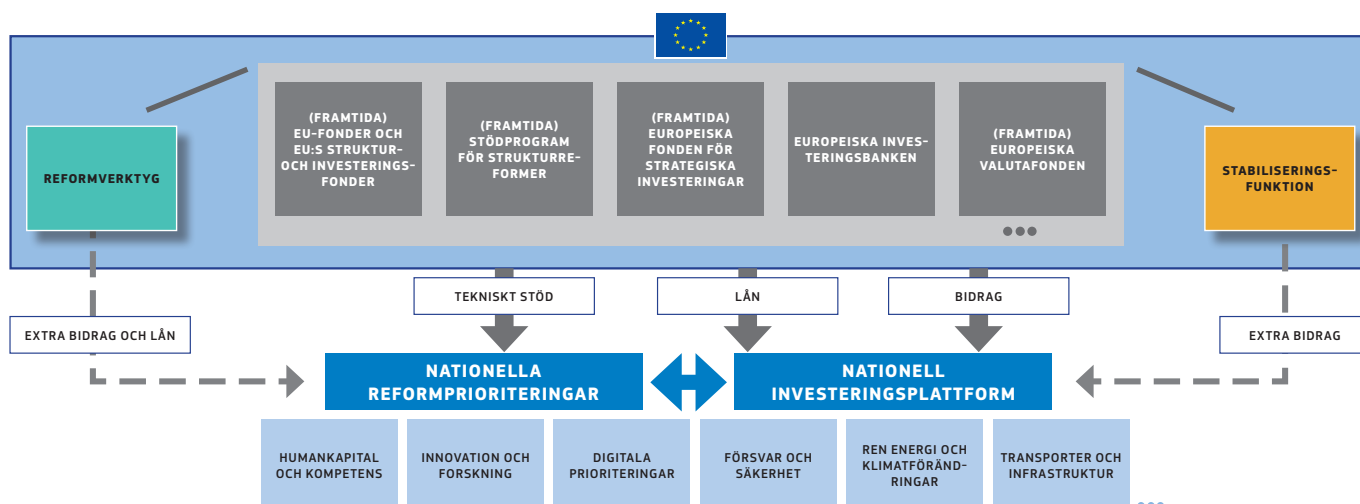 (FRAMTIDA)
EU-FONDER OCH
EU:S STRUKTUR-
OCH INVESTERINGS-
FONDER
(FRAMTIDA)
STÖDPROGRAM
FÖR STRUKTURRE-
FORMER
(FRAMTIDA)
EUROPEISKA
FONDEN FÖR
STRATEGISKA
INVESTERINGAR
EUROPEISKA INVES-
TERINGSBANKEN
(FRAMTIDA)
EUROPEISKA
VALUTAFONDEN
REFORMVERKTYG
STABILISERINGS-
FUNKTION
TEKNISKT STÖD
LÅN
BIDRAG
EXTRA BIDRAG OCH LÅN
EXTRA BIDRAG
NATIONELLA
REFORMPRIORITERINGAR
NATIONELL
INVESTERINGSPLATTFORM
HUMANKAPITAL
OCH KOMPETENS
INNOVATION OCH
FORSKNING
DIGITALA
PRIORITERINGAR
FÖRSVAR OCH
SÄKERHET
REN ENERGI OCH
KLIMATFÖRÄND-
RINGAR
TRANSPORTER OCH
INFRASTRUKTUR